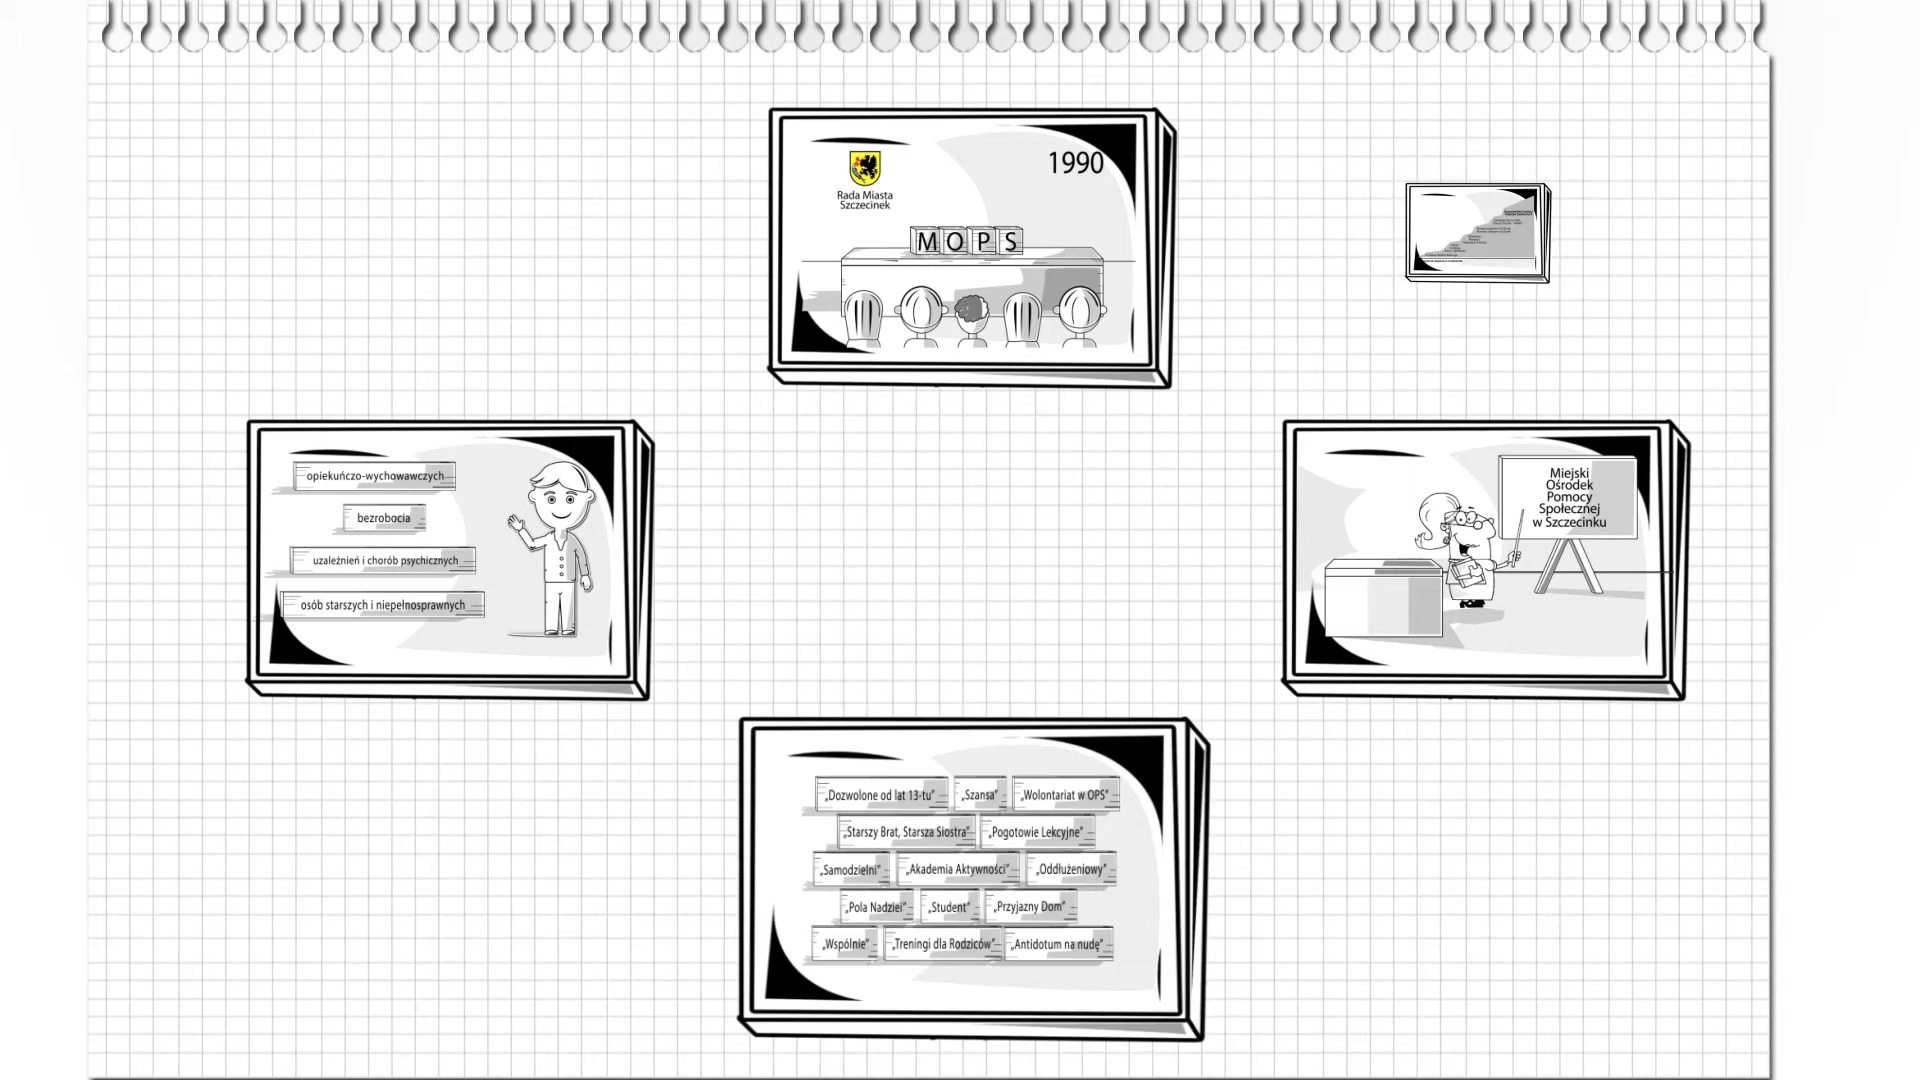 1990
Rada Miasta
Szczecinek
M O P S
opiekuńczo-wychowawczych
bezrobocia
uzależnień i chorób psychicznych
osób starszych i niepełnosprawnych
Miejski
Ośrodek
Pomocy
Społecznej
w Szczecinku
„Dozwolone od lat 13-tu” „Szansa” „Wolontariat w OPS”
„Starszy Brat, Starsza Siostra” „Pogotowie Lekcyjne”
„Samodzielni” „Akademia Aktywności” „Oddłużeniowy”
„Pola Nadziei” „Student” „Przyjazny Dom”
„Wspólnie” „Treningi dla Rodziców” „Antidotum na nudę”